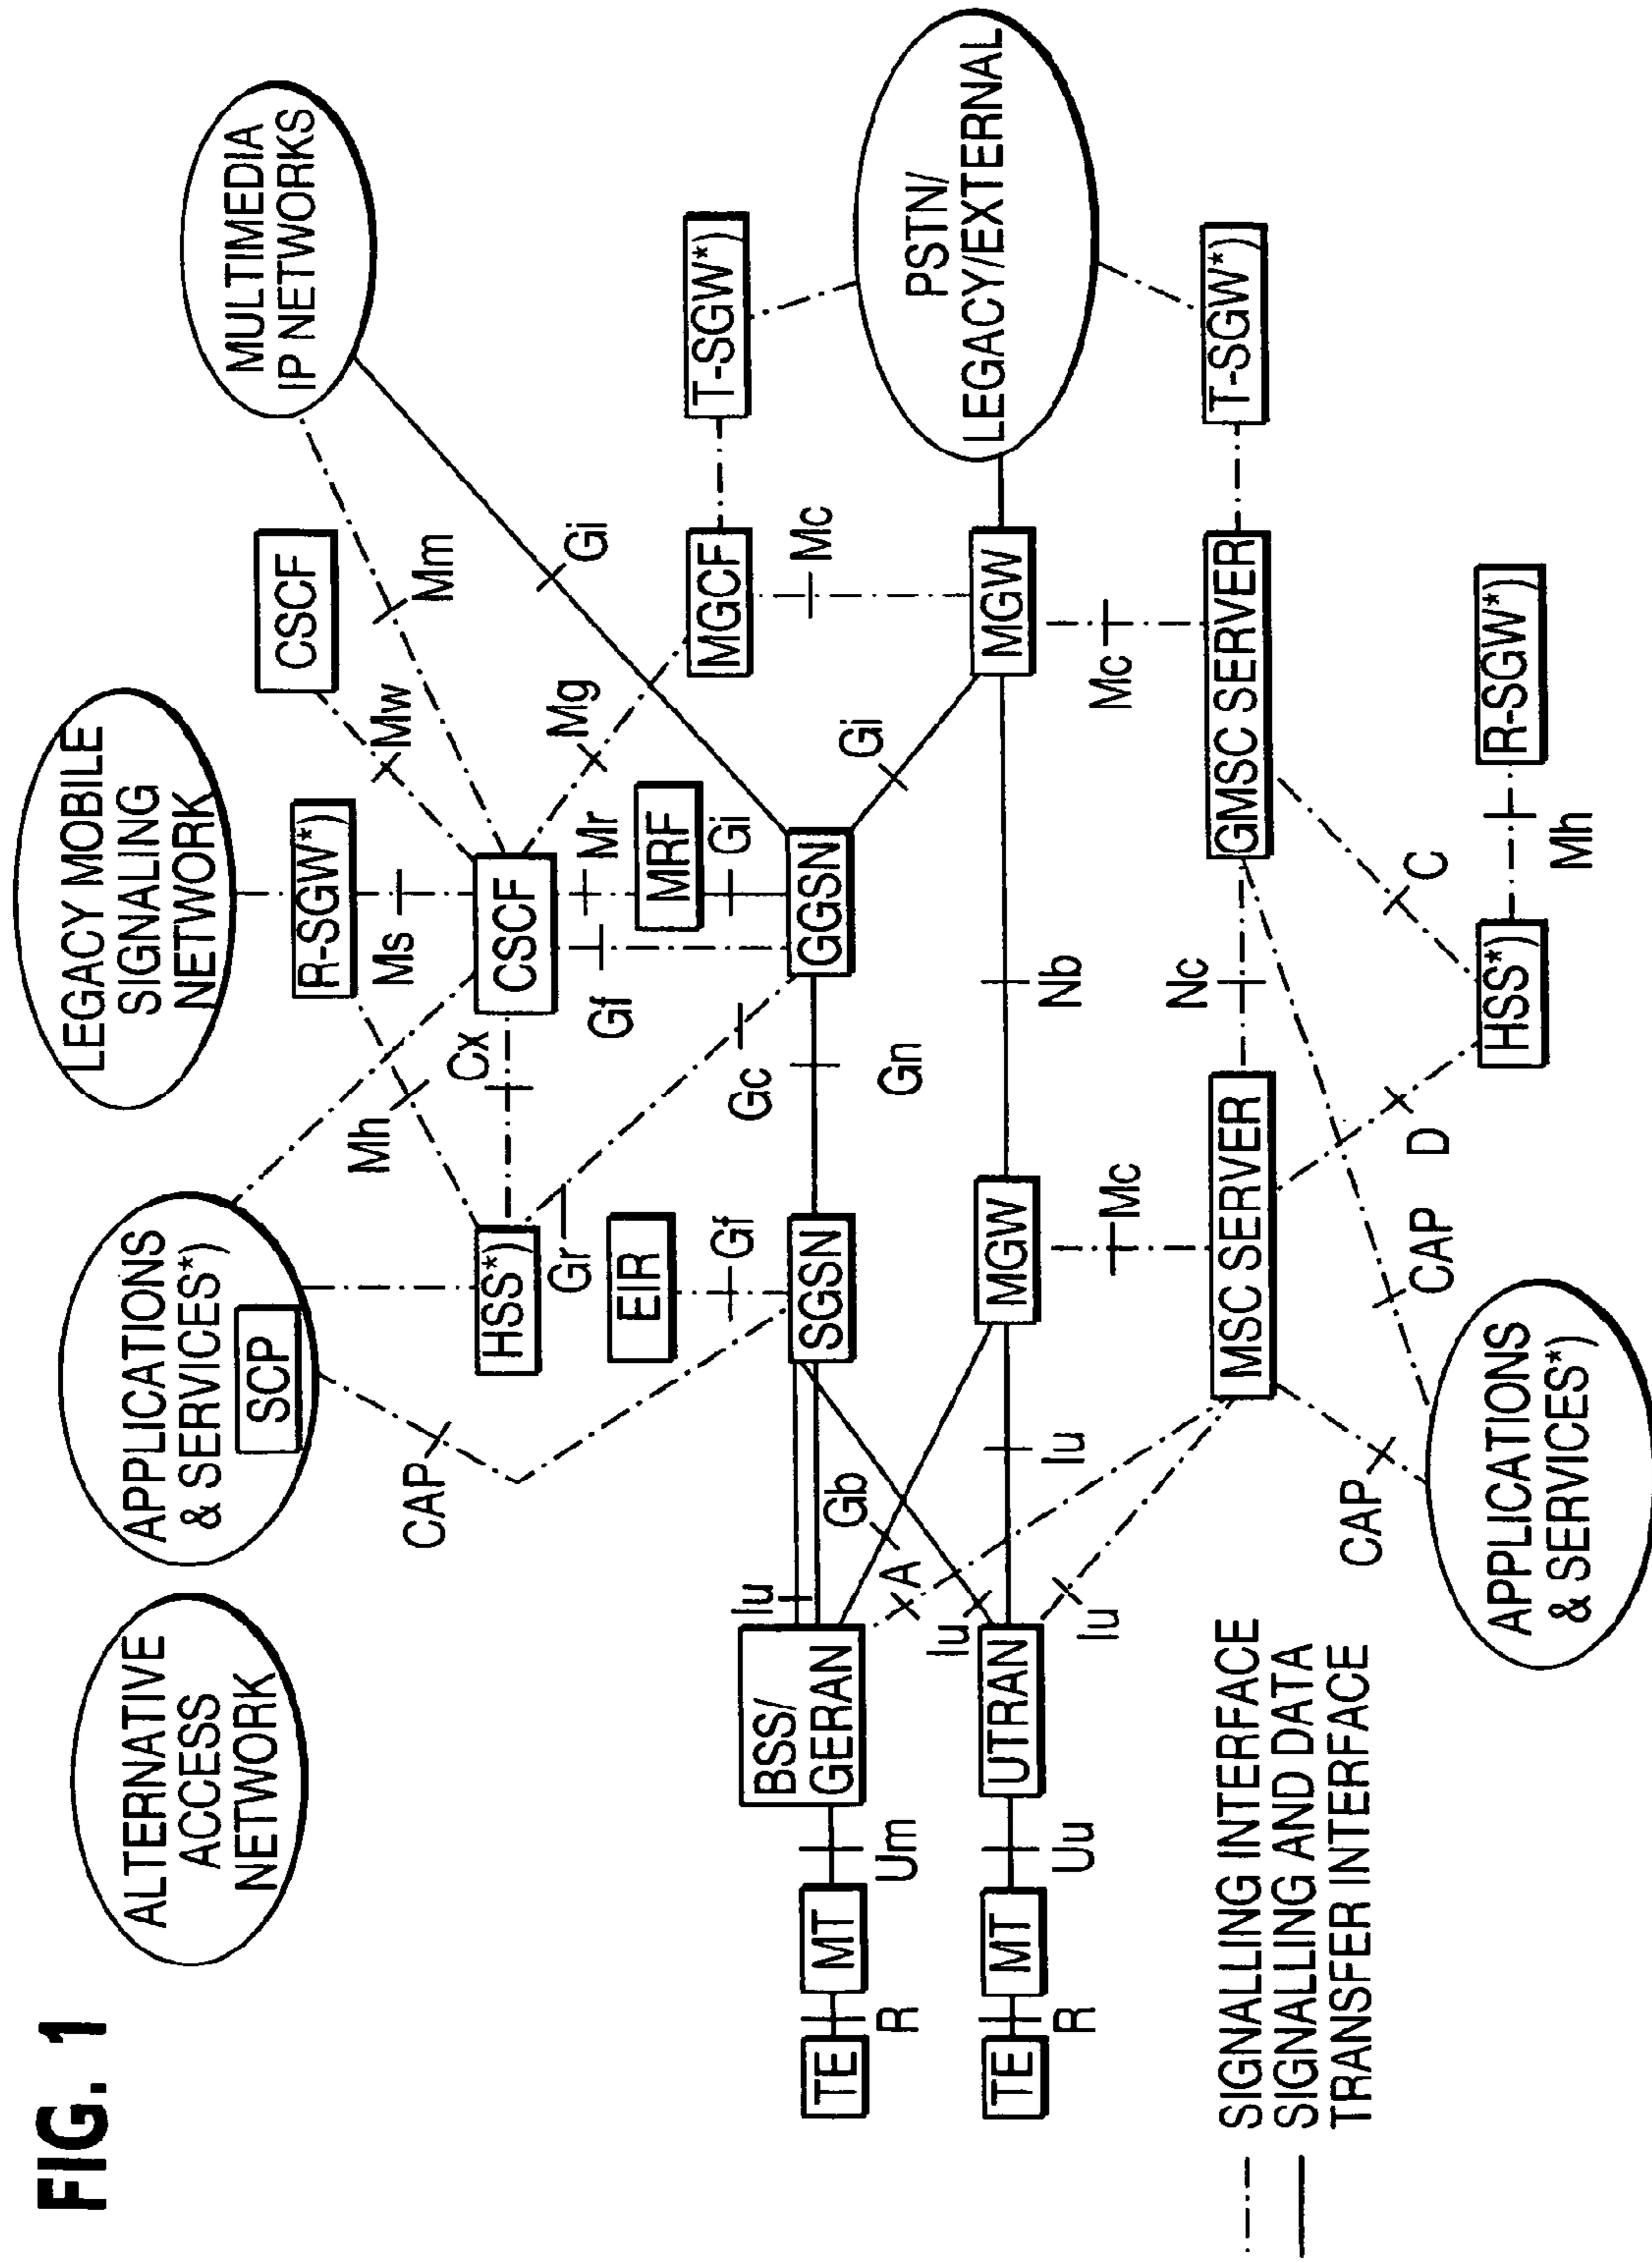 FIG. 1
ALTERNATIVE
ACCESS
NETWORK
APPLICATIONS
& SERVICES*)
SCP
LEGACY MOBILE
SIGNALING
NETWORK
MULTIMEDIA
IP NETWORKS
CAP
Mh
R-SGW*)
Ms
Mw
CSCF
Mm
HSS*)
Cx
CSCF
Gr
Gf
Mr
Mg
Gi
EIR
Gf
Gc
MRF
Gi
MGCF
T-SGW*)
Mc
BSS/
GERAN
Iu
SGSN
Gn
GGSN
Gi
TE
R
MT
Um
Gb
A
PSTN/
LEGACY/EXTERNAL
TE
R
MT
Uu
UTRAN
Iu
Iu
Iu
MGW
Nb
MGW
Mc
Mc
MSC SERVER
Nc
GMSC SERVER
T-SGW*)
CAP
CAP
D
C
APPLICATIONS
& SERVICES*)
HSS*)
Mh
R-SGW*)
SIGNALLING INTERFACE
SIGNALLING AND DATA
TRANSFER INTERFACE